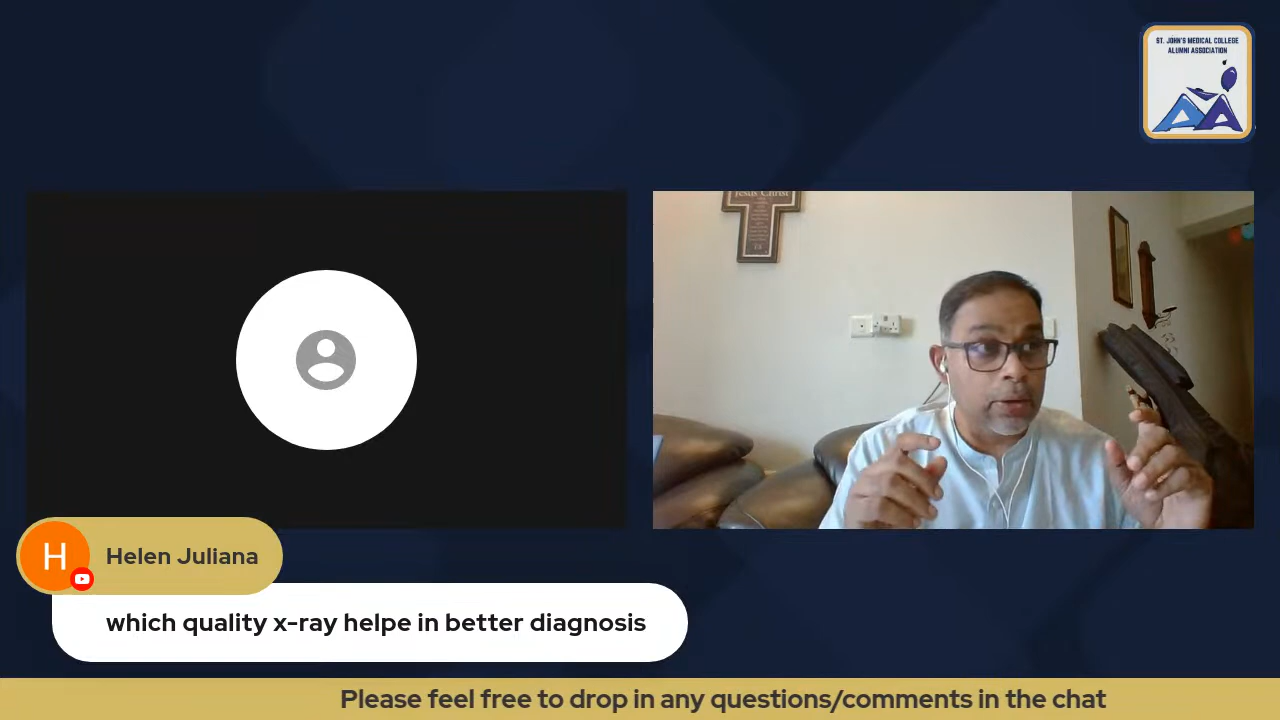 ST. JOHN'S MEDICAL COLLEGE
ALUMNI ASSOCIATION
Jesus Christ
H
Helen Juliana
which quality x-ray helpe in better diagnosis
Please feel free to drop in any questions/comments in the chat